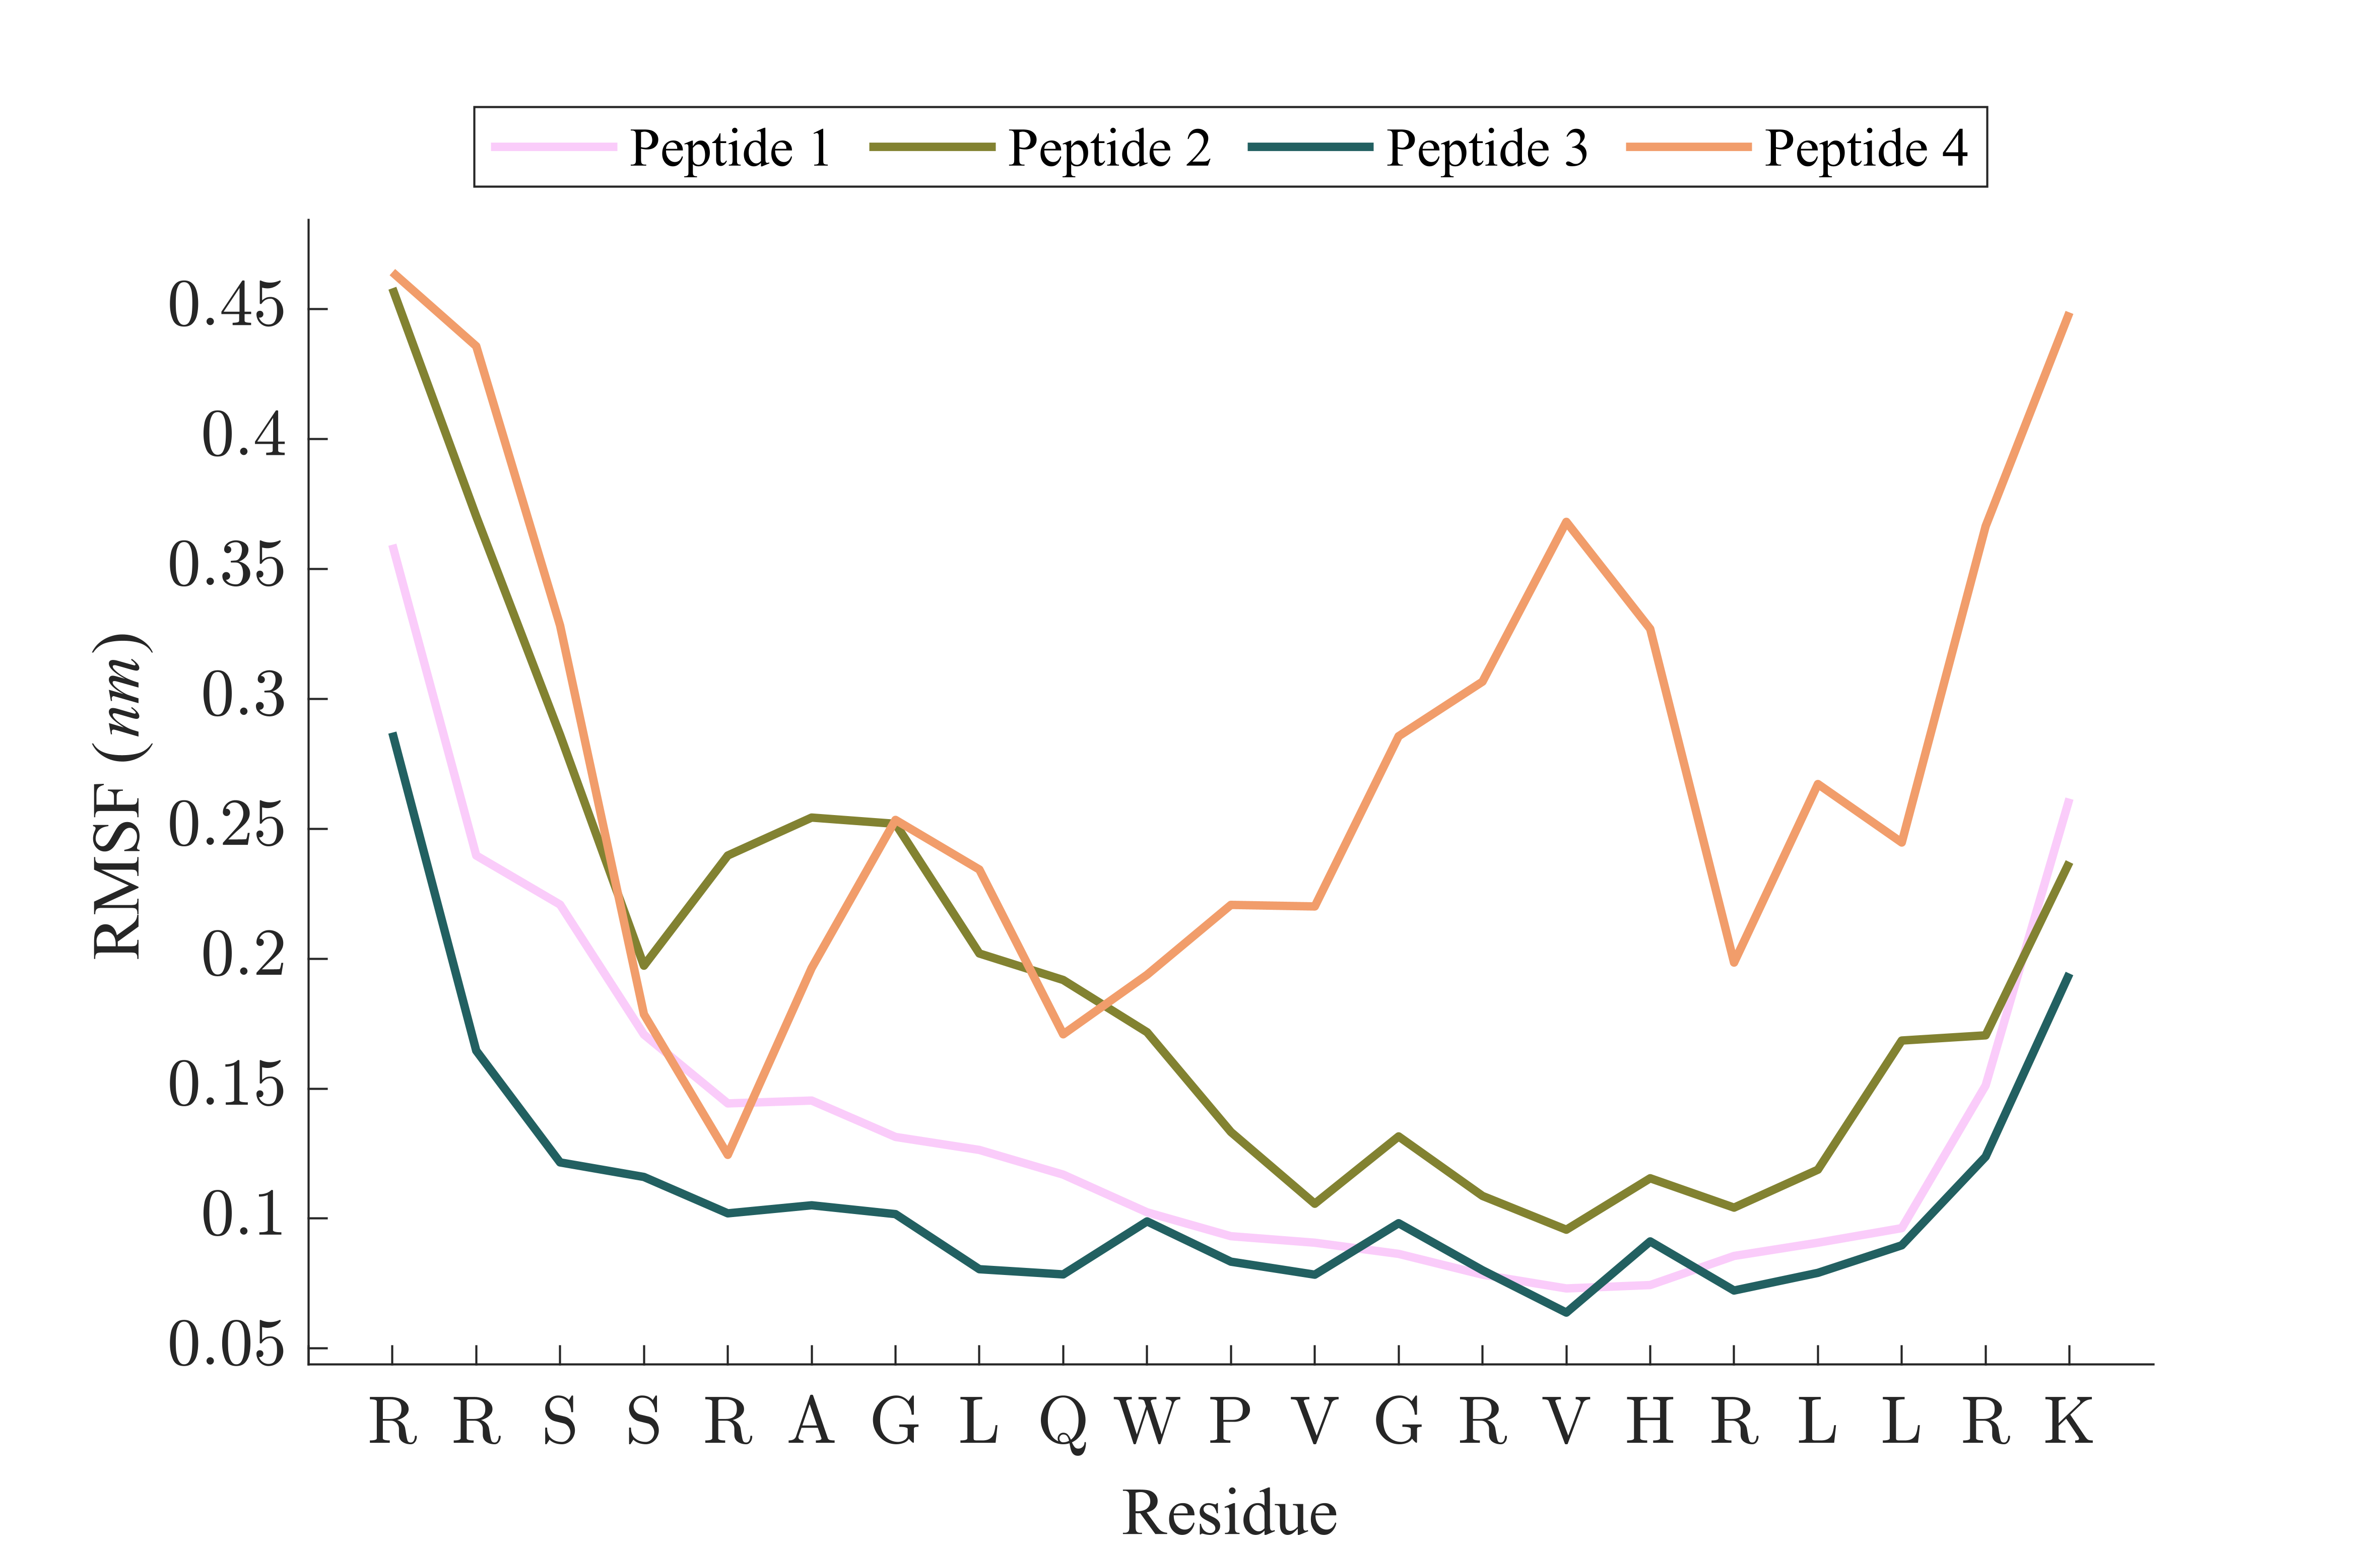 Peptide 1 Peptide 2 Peptide 3 Peptide 4
0.45
0.4
0.35
0.3
0.25
0.2
0.15
0.1
0.05
RMSF (nm)
R R S S R A G L Q W P V G R V H R L L R K
Residue